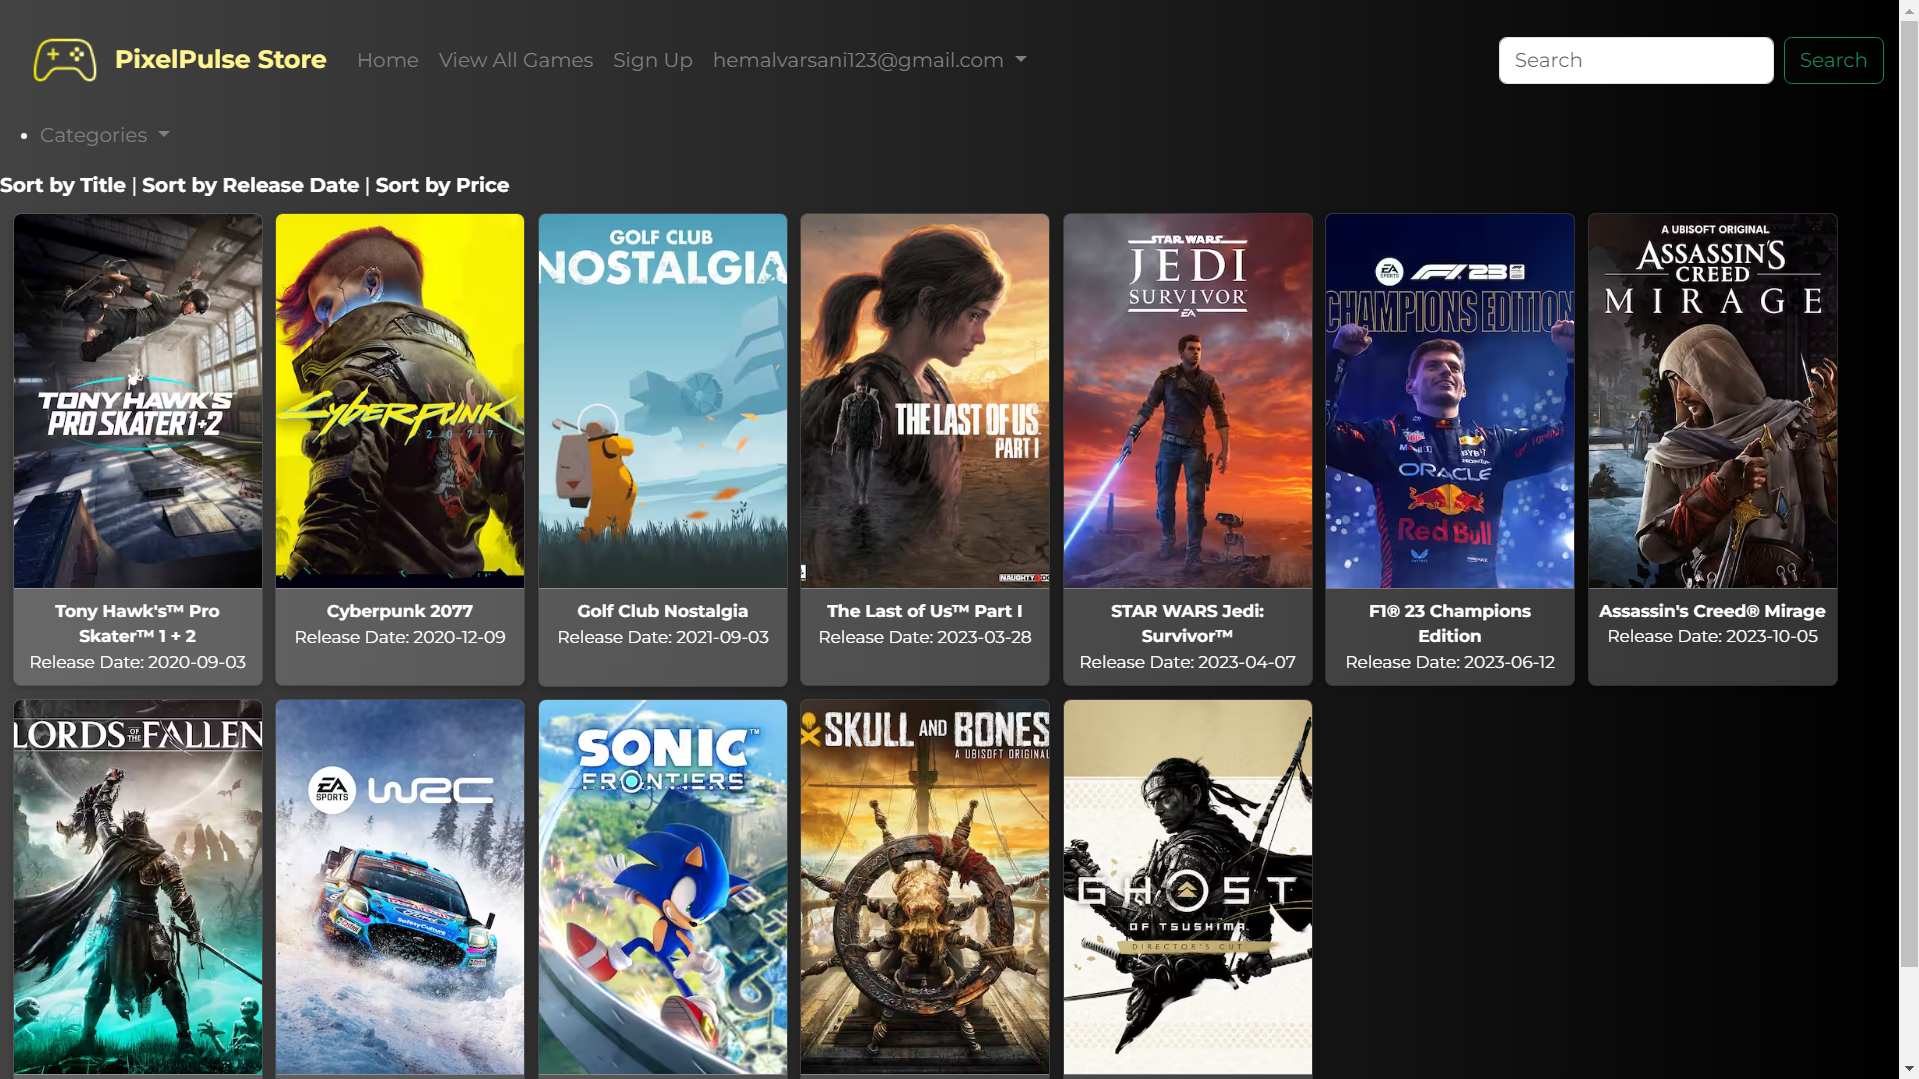 PixelPulse Store Home View All Games Sign Up hemalvarsani123@gmail.com Search Search
Categories
Sort by Title | Sort by Release Date | Sort by Price
TONY HAWK'S
PRO SKATER 1+2
Cyberpunk
2077
GOLF CLUB
NOSTALGIA
THE LAST OF US
PART I
NAUGHTY
STAR WARS
JEDI
SURVIVOR
EA
EA SPORTS F1 23
CHAMPIONS EDITION
ORACLE
Red Bull
A UBISOFT ORIGINAL
ASSASSIN'S
CREED
MIRAGE
Tony Hawk's™ Pro
Skater™ 1 + 2
Release Date: 2020-09-03
Cyberpunk 2077
Release Date: 2020-12-09
Golf Club Nostalgia
Release Date: 2021-09-03
The Last of Us™ Part I
Release Date: 2023-03-28
STAR WARS Jedi:
Survivor™
Release Date: 2023-04-07
F1® 23 Champions
Edition
Release Date: 2023-06-12
Assassin's Creed® Mirage
Release Date: 2023-10-05
LORDS OF THE FALLEN
EA SPORTS WRC
Ford
SafetyCulture
SONIC™
FRONTIERS
SKULL AND BONES
A UBISOFT ORIGINAL
GHOST
OF TSUSHIMA
DIRECTOR'S CUT